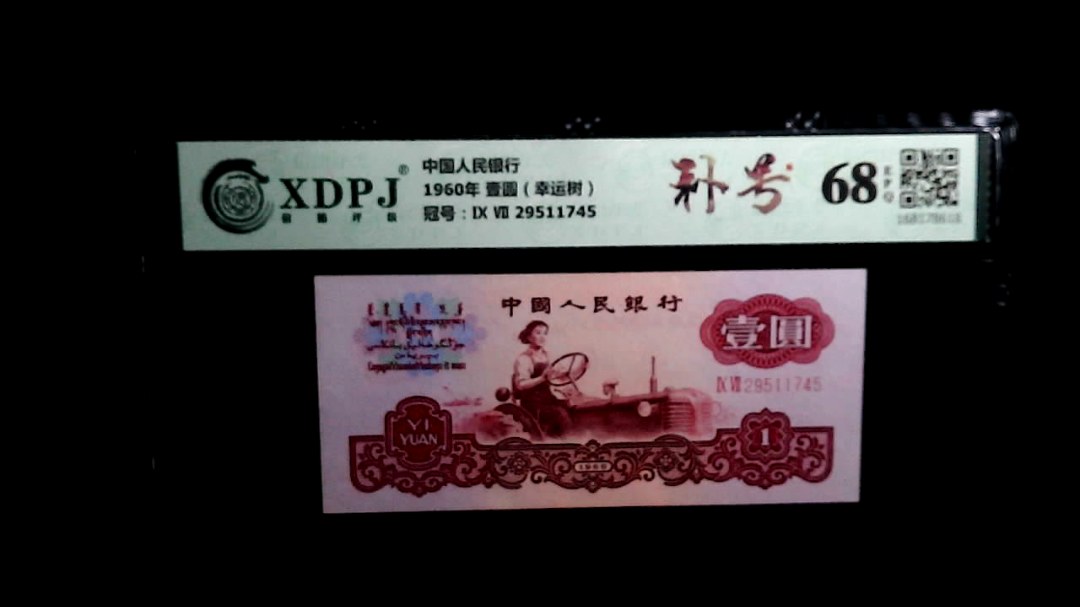 XDPJ®
中国人民银行
1960年 壹圆（幸运树）
冠号：Ⅸ Ⅶ 29511745
补号
68
EPQ
中國人民銀行
壹圓
Ⅸ Ⅶ 29511745
YI
YUAN
1
1960